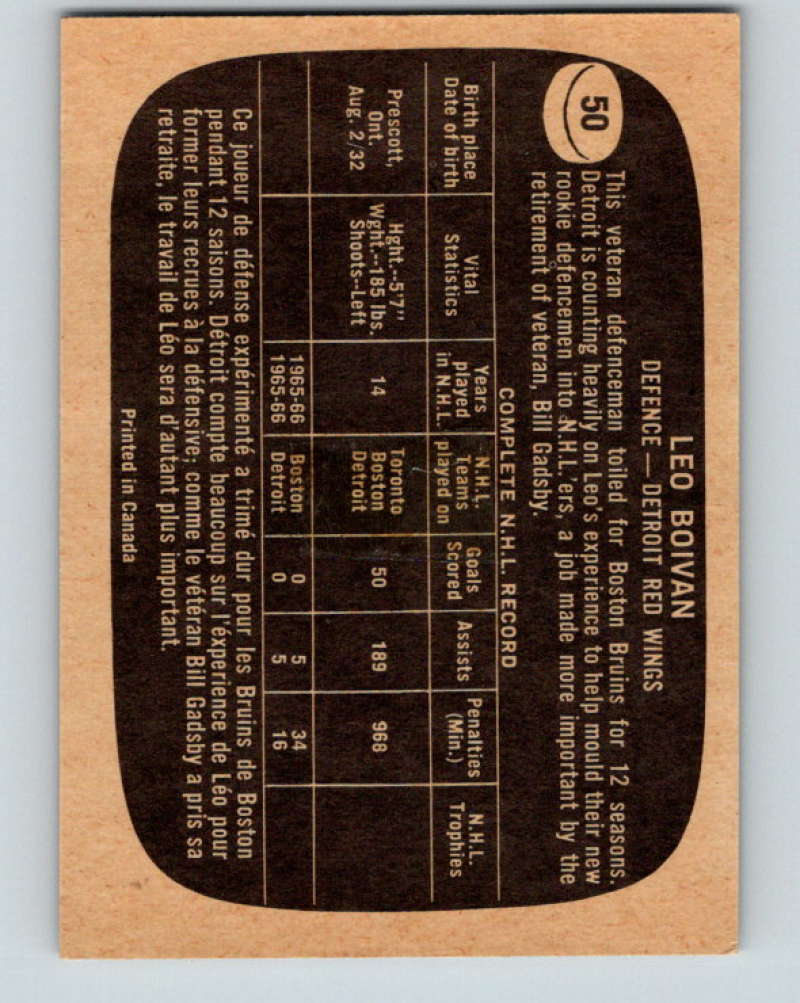 50
LEO BOIVAN
DEFENCE — DETROIT RED WINGS
This veteran defenceman toiled for Boston Bruins for 12 seasons.
Detroit is counting heavily on Leo's experience to help mould their new
rookie defencemen into N.H.L.'ers, a job made more important by the
retirement of veteran, Bill Gadsby.
COMPLETE N.H.L. RECORD
Birth place
Date of birth
Vital
Statistics
Years
played
in N.H.L.
N.H.L.
Teams
played on
Goals
Scored
Assists
Penalties
(Min.)
N.H.L.
Trophies
Prescott,
Ont.
Aug. 2/32
Hght.--5'7"
Wght.--185 lbs.
Shoots--Left
14
Toronto
Boston
Detroit
50
189
968
1965-66 Boston 0 5 34
1965-66 Detroit 0 5 16
Ce joueur de défense expérimenté a trimé dur pour les Bruins de Boston
pendant 12 saisons. Détroit compte beaucoup sur l'éxpérience de Léo pour
former leurs recrues à la défensive; comme le vétéran Bill Gadsby a pris sa
retraite, le travail de Léo sera d'autant plus important.
Printed in Canada